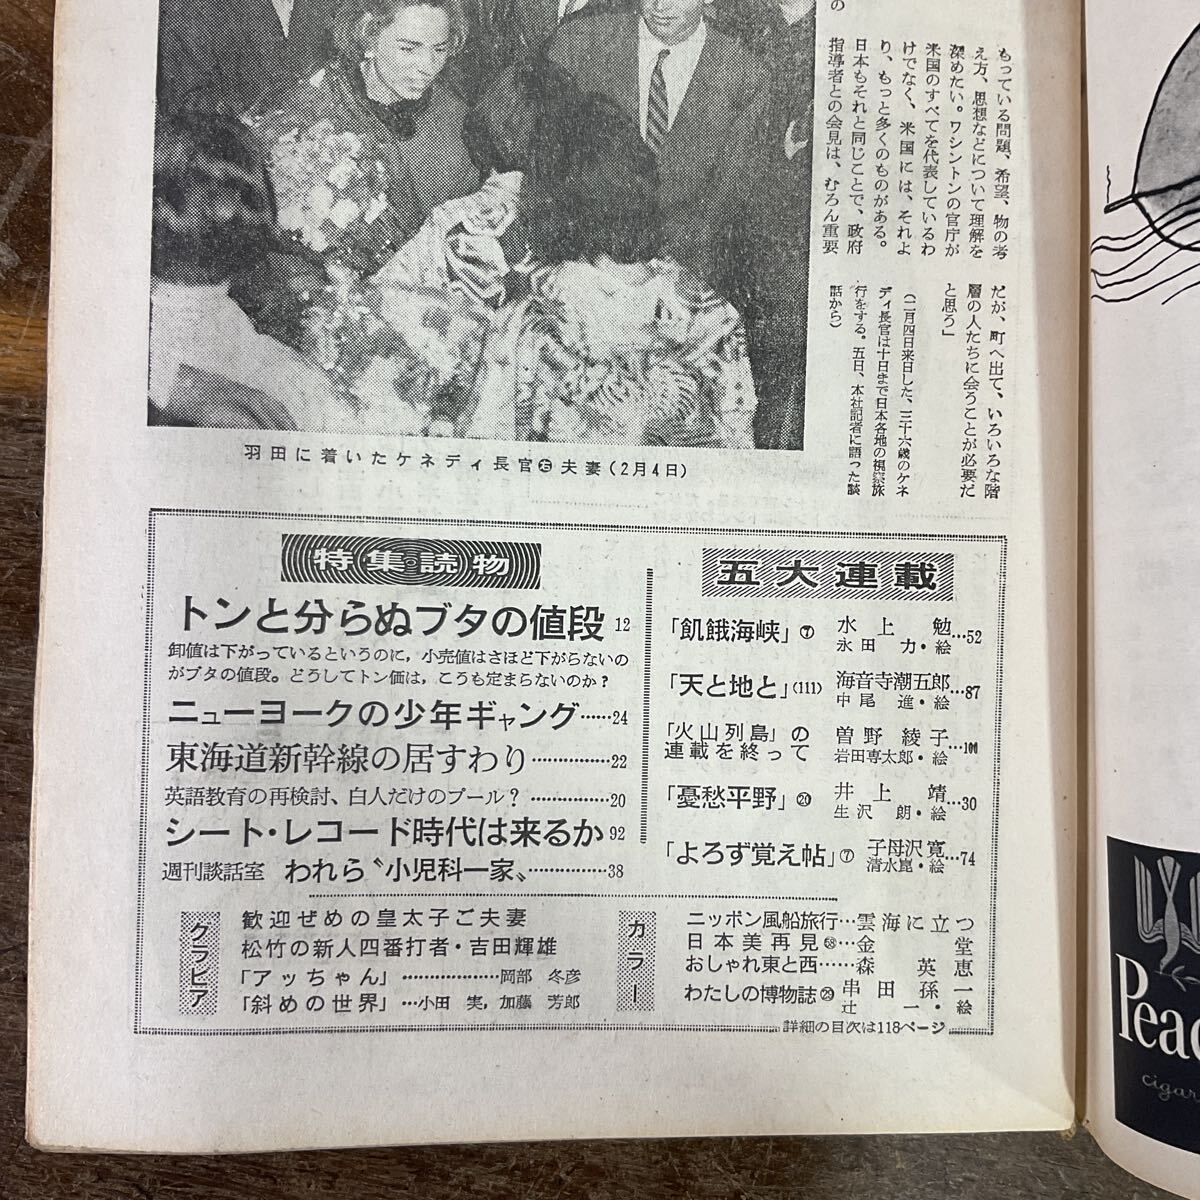 の
もっている問題、希望、物の考
え方、思想などについて理解を
深めたい。ワシントンの官庁が
米国のすべてを代表しているわ
けでなく、米国には、それよ
り、もっと多くのものがある。
日本もそれと同じことで、政府
指導者との会見は、むろん重要
だが、町へ出て、いろいろな階
層の人たちに会うことが必要だ
と思う」
(二月四日来日した、三十六歳のケネ
ディ長官は十日まで日本各地の視察旅
行をする。五日、本社記者に語った談
話から)
羽田に着いたケネディ長官㊨夫妻(2月4日)
特集読物
トンと分らぬブタの値段 12
卸値は下がっているというのに，小売値はさほど下がらないの
がブタの値段。どうしてトン価は，こうも定まらないのか？
ニューヨークの少年ギャング……24
東海道新幹線の居すわり……………22
英語教育の再検討、白人だけのプール？……………20
シート・レコード時代は来るか 92
週刊談話室 われら〝小児科一家〟……………38
五大連載
「飢餓海峡」⑦ 水上勉
永田力・絵…52
「天と地と」(111) 海音寺潮五郎
中尾進・絵…87
「火山列島」の
連載を終って 曽野綾子
岩田専太郎・絵…100
「憂愁平野」⑳ 井上靖
生沢朗・絵…30
「よろず覚え帖」⑦ 子母沢寛
清水崑・絵…74
グラビア
歓迎ぜめの皇太子ご夫妻
松竹の新人四番打者・吉田輝雄
「アッちゃん」……………岡部冬彦
「斜めの世界」…小田実，加藤芳郎
カラー
ニッポン風船旅行…雲海に立つ
日本美再見㊳…金堂
おしゃれ東と西……森英恵
わたしの博物誌㉙串田孫一
辻一・絵
詳細の目次は118ページ
Peac
cigar